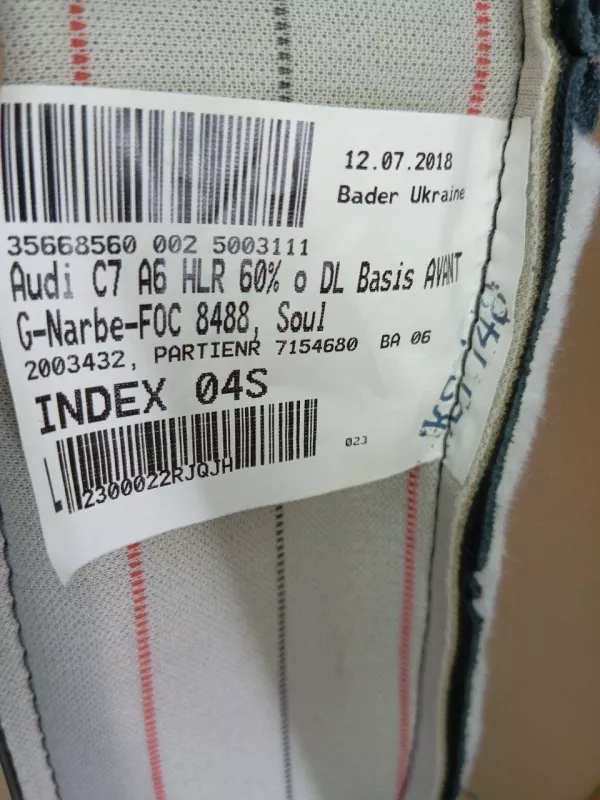 12.07.2018
Bader Ukraine
35668560 002 5003111
Audi C7 A6 HLR 60% o DL Basis AVANT
G-Narbe-FOC 8488, Soul
2003432, PARTIENR 7154680 BA 06
INDEX 04S
023
L2300022RJQJH